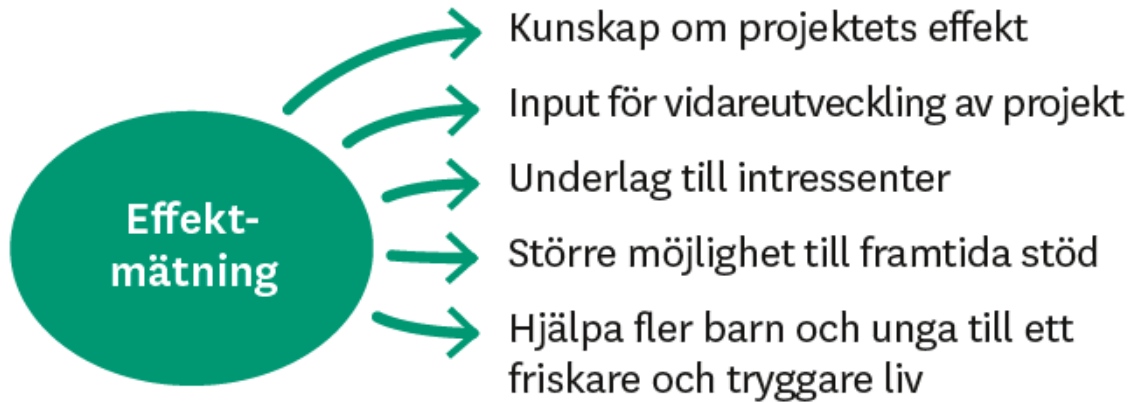 Effekt-
mätning
Kunskap om projektets effekt
Input för vidareutveckling av projekt
Underlag till intressenter
Större möjlighet till framtida stöd
Hjälpa fler barn och unga till ett
friskare och tryggare liv